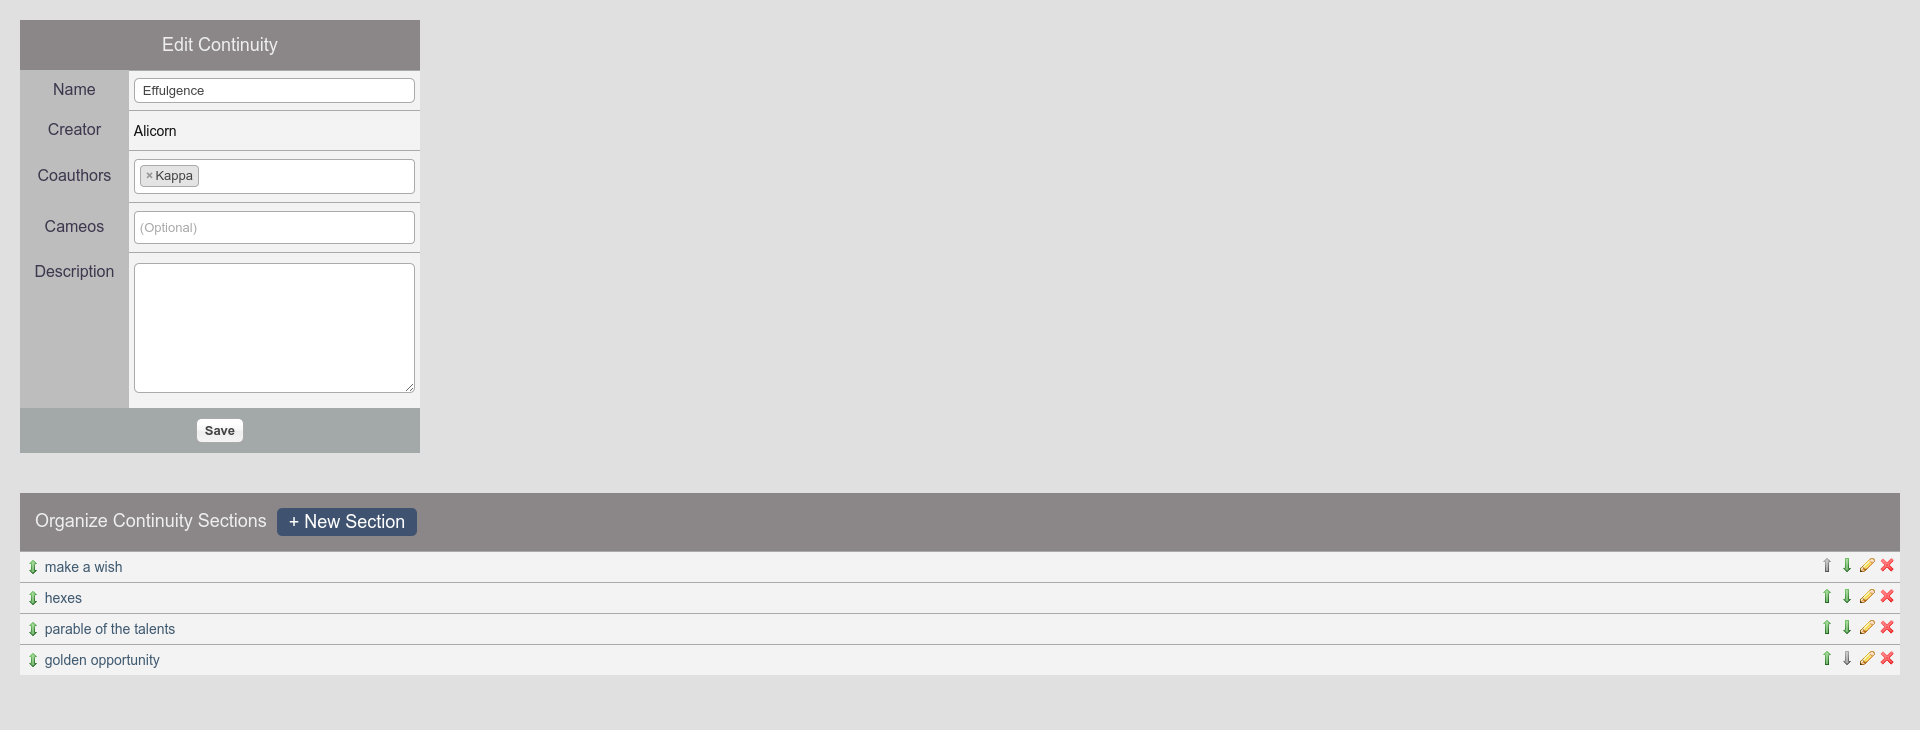 Edit Continuity
Name
Effulgence
Creator
Alicorn
Coauthors
× Kappa
Cameos
(Optional)
Description
Save
Organize Continuity Sections + New Section
make a wish
hexes
parable of the talents
golden opportunity